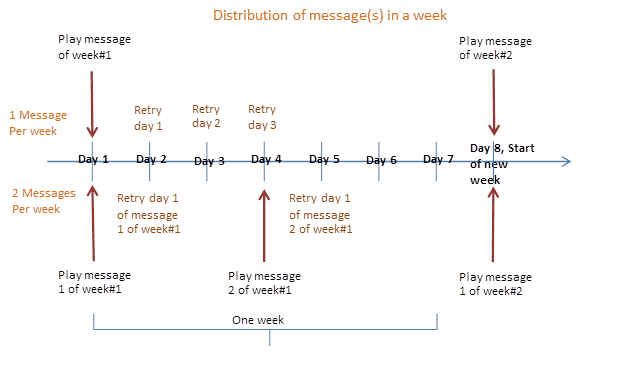 Distribution of message(s) in a week
Play message
of week#1
Play message
of week#2
1 Message
Per week
Retry
day 1
Retry
day 2
Retry
day 3
Day 1
Day 2
Day 3
Day 4
Day 5
Day 6
Day 7
Day 8, Start
of new
week
2 Messages
Per week
Retry day 1
of message
1 of week#1
Retry day 1
of message
2 of week#1
Play message
1 of week#1
Play message
2 of week#1
Play message
1 of week#2
One week